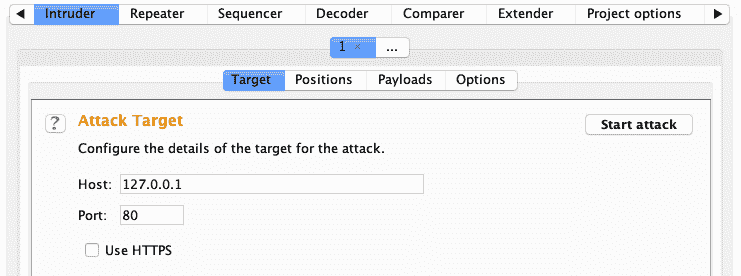 Intruder Repeater Sequencer Decoder Comparer Extender Project options
1 × ...
Target Positions Payloads Options
? Attack Target Start attack
Configure the details of the target for the attack.
Host: 127.0.0.1
Port: 80
Use HTTPS